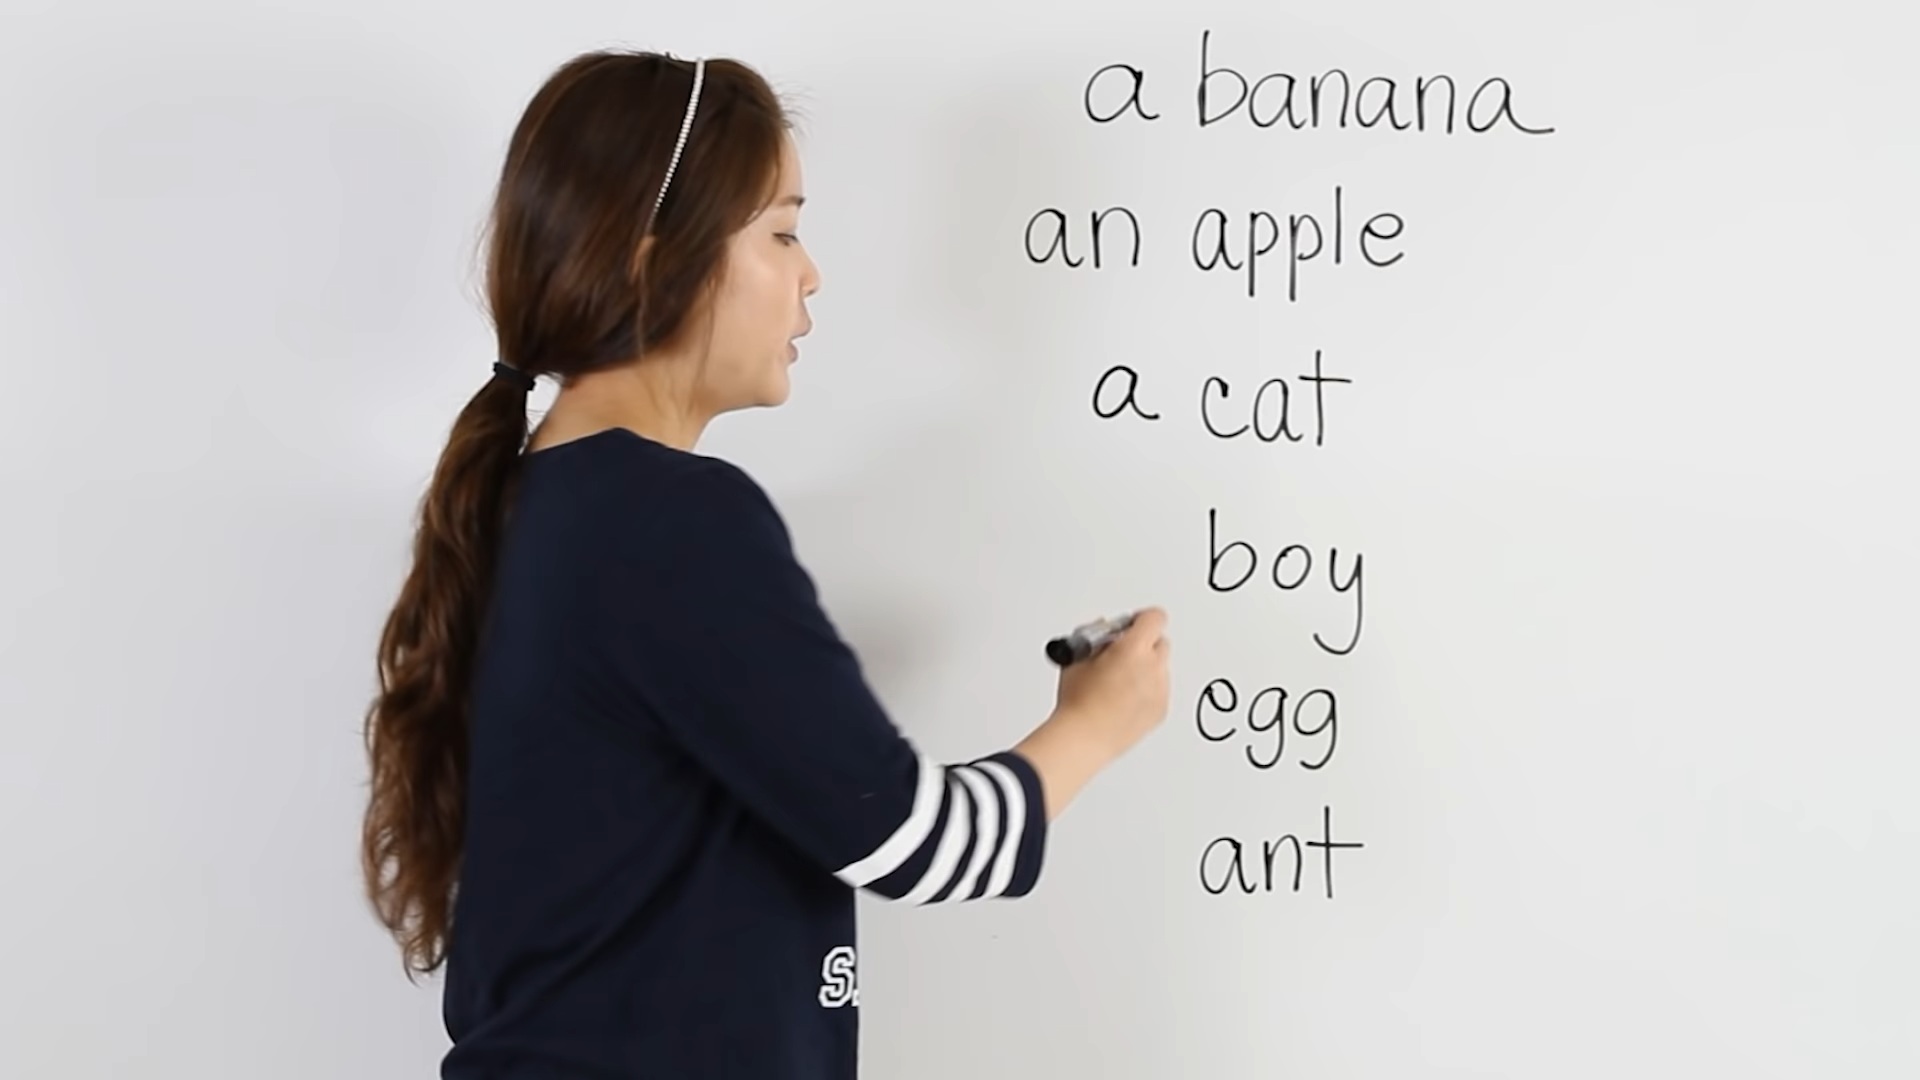 a banana
an apple
a cat
boy
egg
ant
S.